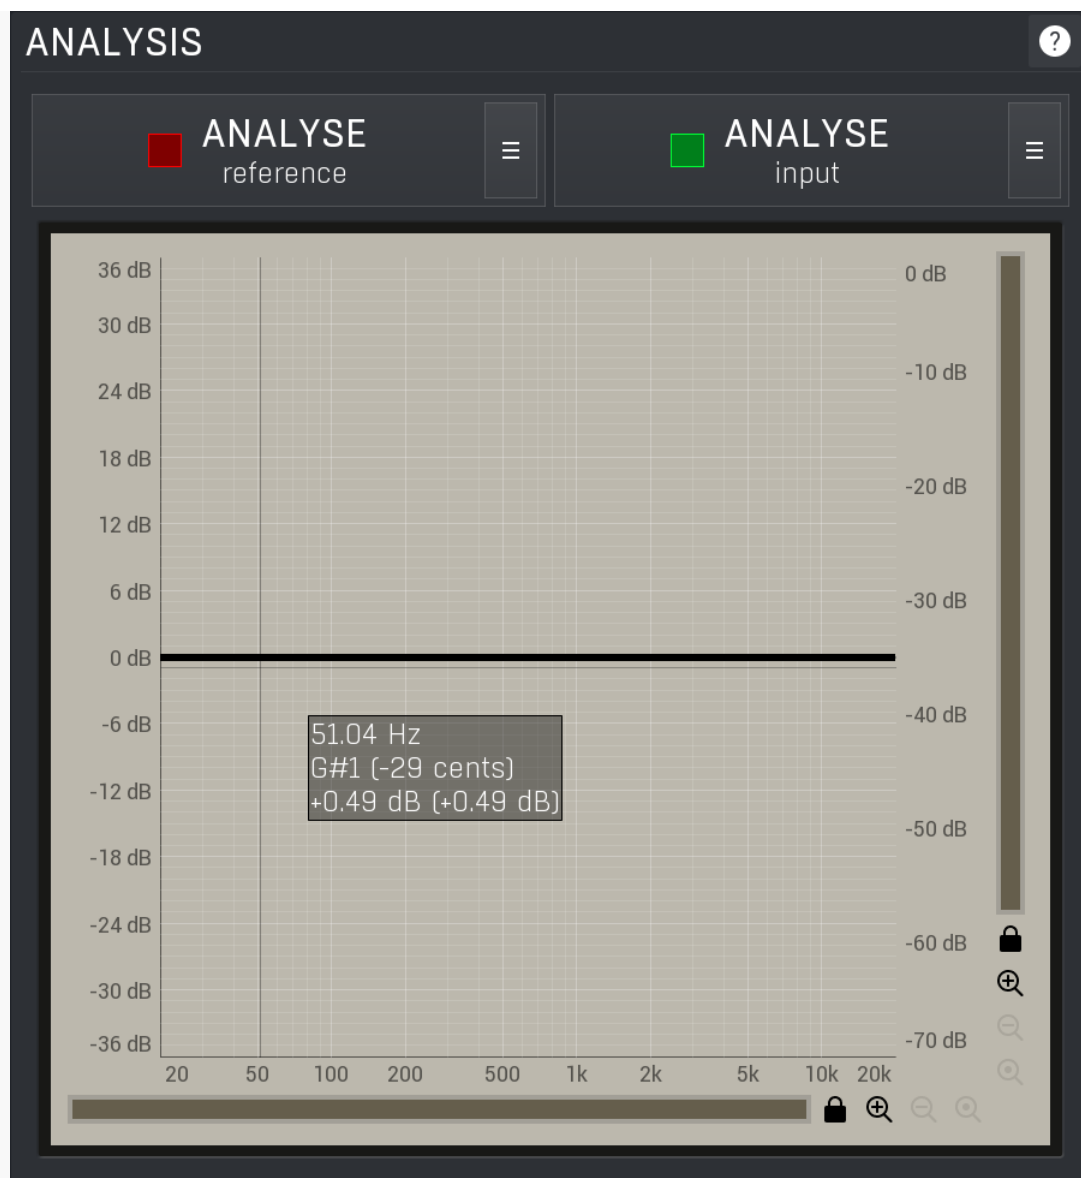 ANALYSIS
?
ANALYSE
reference
ANALYSE
input
36 dB
30 dB
24 dB
18 dB
12 dB
6 dB
0 dB
-6 dB
-12 dB
-18 dB
-24 dB
-30 dB
-36 dB
0 dB
-10 dB
-20 dB
-30 dB
-40 dB
-50 dB
-60 dB
-70 dB
51.04 Hz
G#1 (-29 cents)
+0.49 dB (+0.49 dB)
20 50 100 200 500 1k 2k 5k 10k 20k